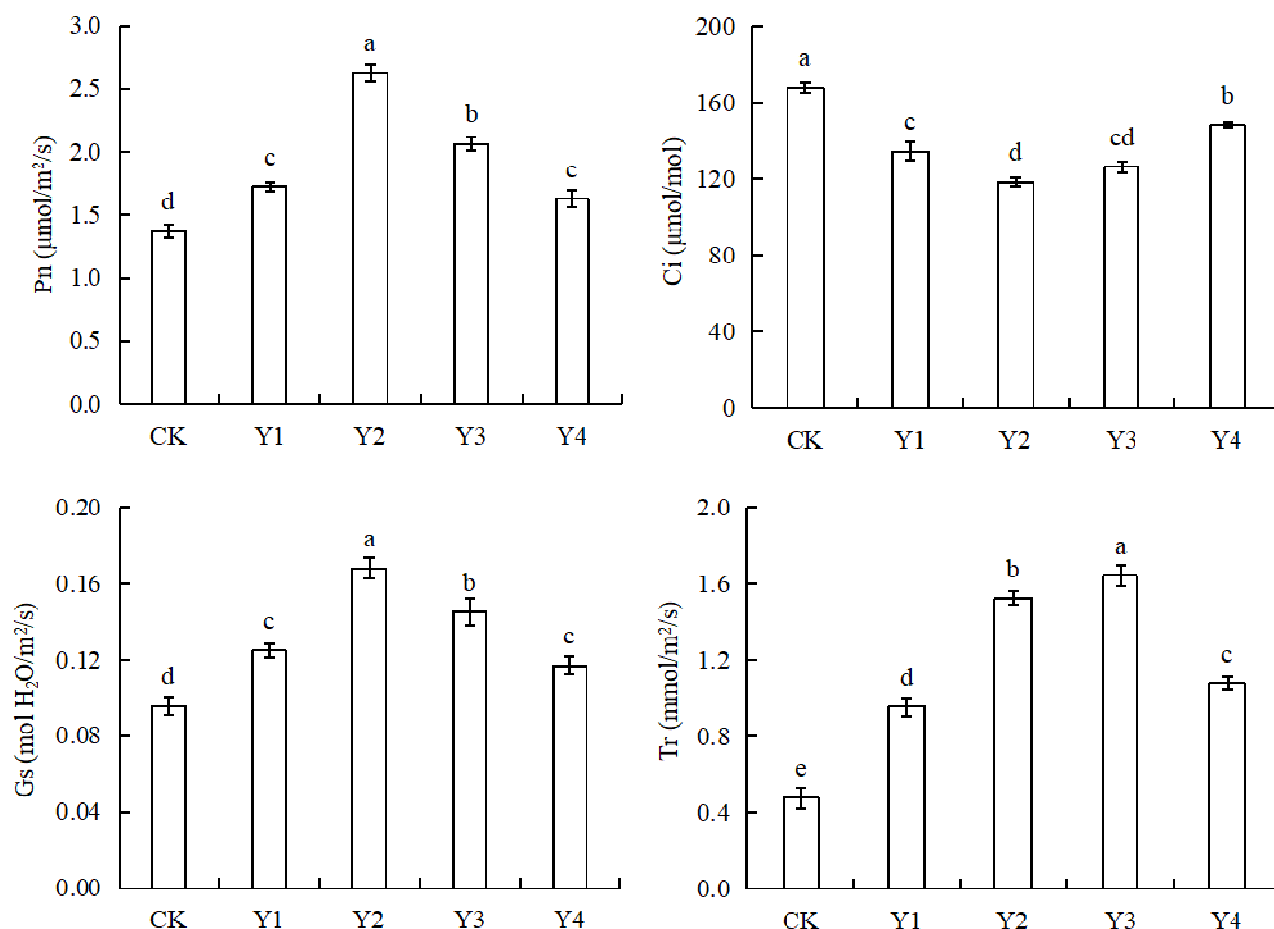 3.0
2.5
2.0
1.5
1.0
0.5
0.0
Pn (μmol/m²/s)
d
c
a
b
c
CK Y1 Y2 Y3 Y4
200
160
120
80
40
0
Ci (μmol/mol)
a
c
d
cd
b
CK Y1 Y2 Y3 Y4
0.20
0.16
0.12
0.08
0.04
0.00
Gs (mol H₂O/m²/s)
d
c
a
b
c
CK Y1 Y2 Y3 Y4
2.0
1.6
1.2
0.8
0.4
0.0
Tr (mmol/m²/s)
e
d
b
a
c
CK Y1 Y2 Y3 Y4